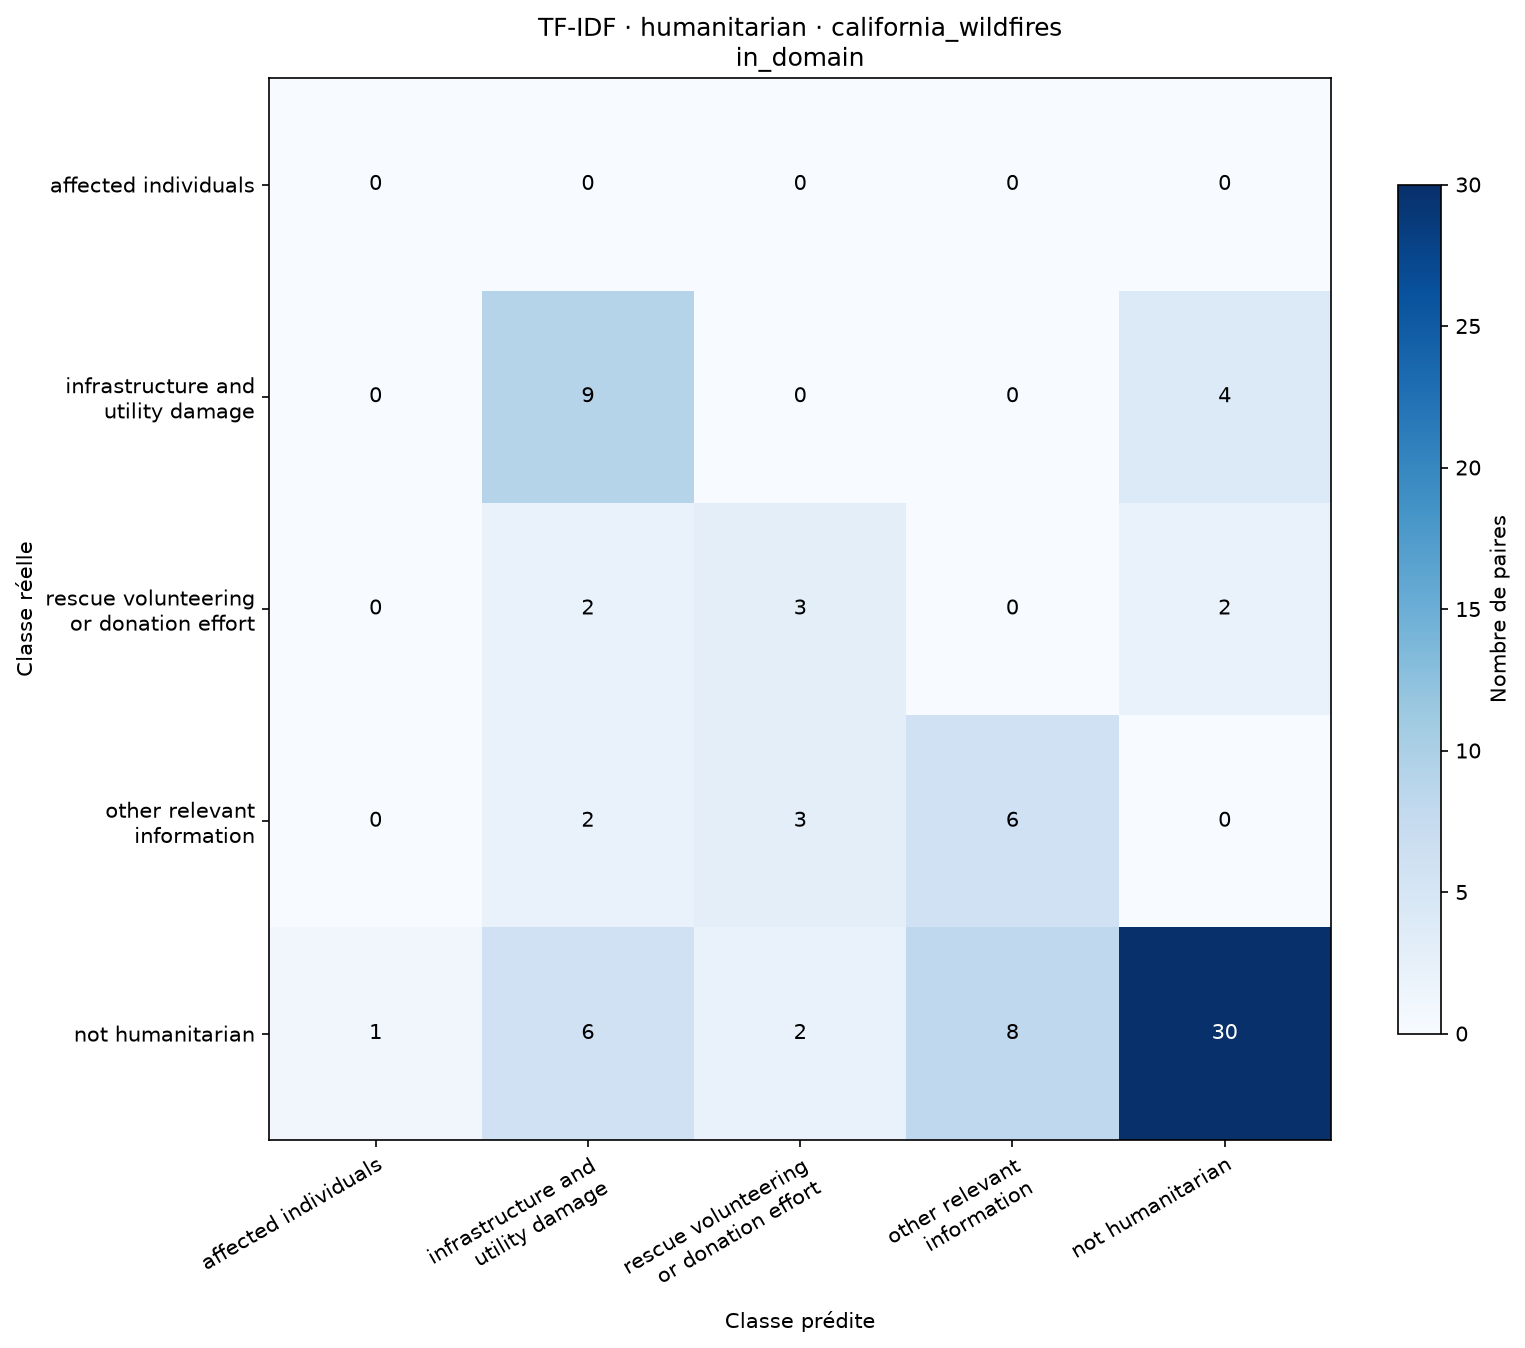 TF-IDF · humanitarian · california_wildfires
in_domain
affected individuals
0 0 0 0 0
infrastructure and
utility damage
0 9 0 0 4
rescue volunteering
or donation effort
0 2 3 0 2
other relevant
information
0 2 3 6 0
not humanitarian
1 6 2 8 30
Classe réelle
affected individuals
infrastructure and
utility damage
rescue volunteering
or donation effort
other relevant
information
not humanitarian
Classe prédite
30
25
20
15
10
5
0
Nombre de paires